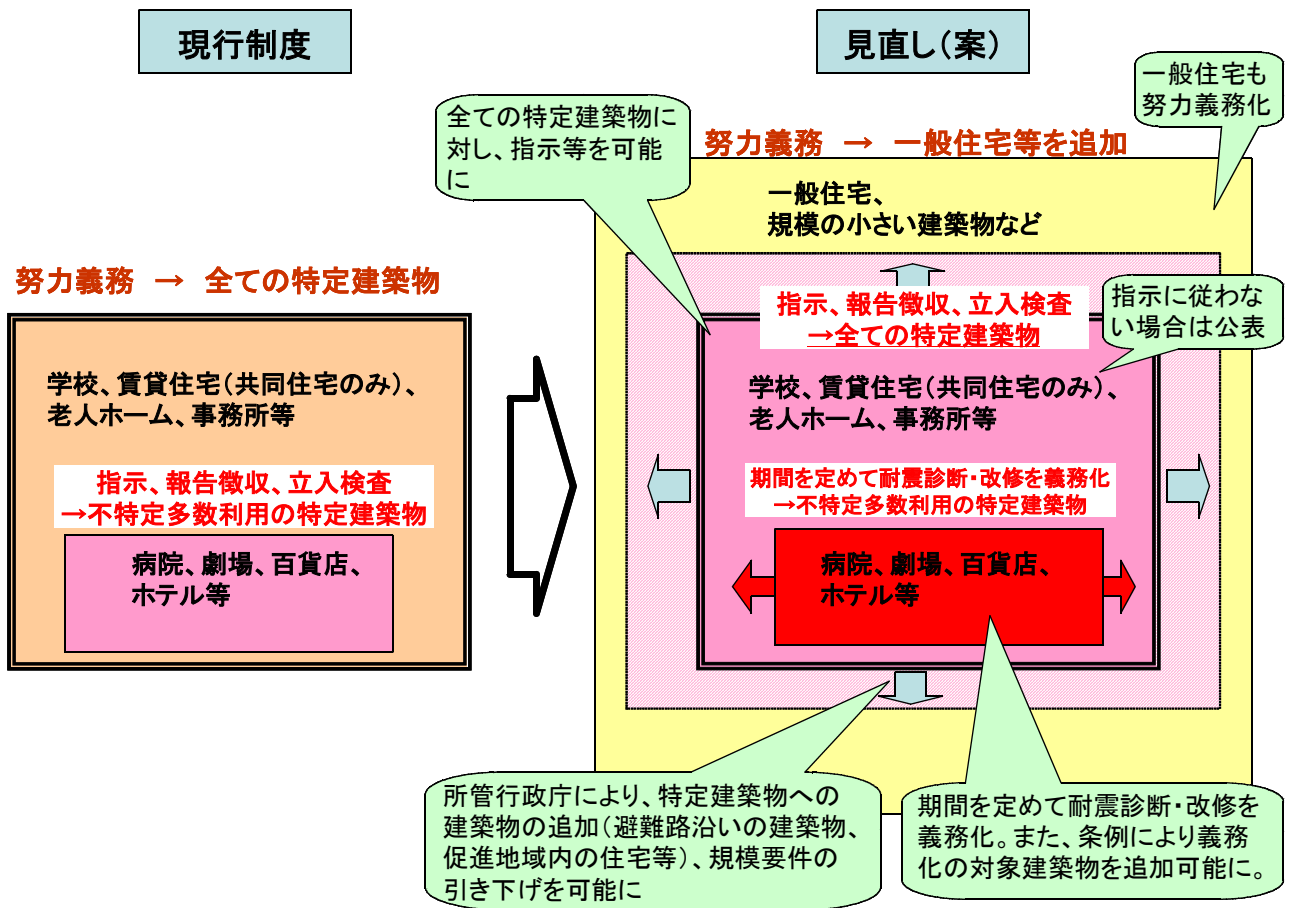 現行制度
努力義務 → 全ての特定建築物
学校、賃貸住宅(共同住宅のみ)、
老人ホーム、事務所等
指示、報告徴収、立入検査
→不特定多数利用の特定建築物
病院、劇場、百貨店、
ホテル等
見直し(案)
一般住宅も
努力義務化
全ての特定建築物に
対し、指示等を可能
に
努力義務 → 一般住宅等を追加
一般住宅、
規模の小さい建築物など
指示、報告徴収、立入検査
→全ての特定建築物
指示に従わな
い場合は公表
学校、賃貸住宅(共同住宅のみ)、
老人ホーム、事務所等
期間を定めて耐震診断・改修を義務化
→不特定多数利用の特定建築物
病院、劇場、百貨店、
ホテル等
所管行政庁により、特定建築物への
建築物の追加(避難路沿いの建築物、
促進地域内の住宅等)、規模要件の
引き下げを可能に
期間を定めて耐震診断・改修を
義務化。また、条例により義務
化の対象建築物を追加可能に。